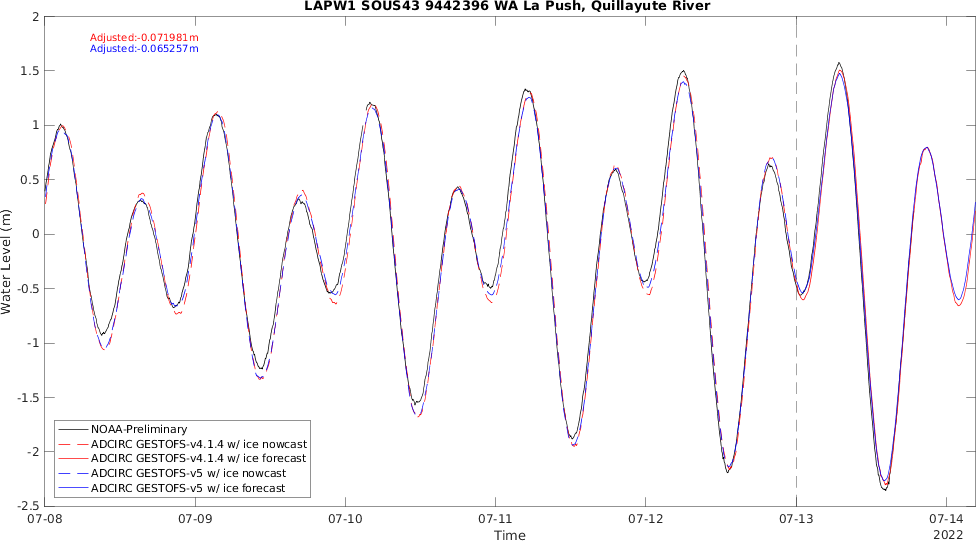 LAPW1 SOUS43 9442396 WA La Push, Quillayute River
Adjusted:-0.071981m
Adjusted:-0.065257m
2
1.5
1
0.5
0
-0.5
-1
-1.5
-2
-2.5
Water Level (m)
NOAA-Preliminary
ADCIRC GESTOFS-v4.1.4 w/ ice nowcast
ADCIRC GESTOFS-v4.1.4 w/ ice forecast
ADCIRC GESTOFS-v5 w/ ice nowcast
ADCIRC GESTOFS-v5 w/ ice forecast
07-08 07-09 07-10 07-11 07-12 07-13 07-14
Time
2022